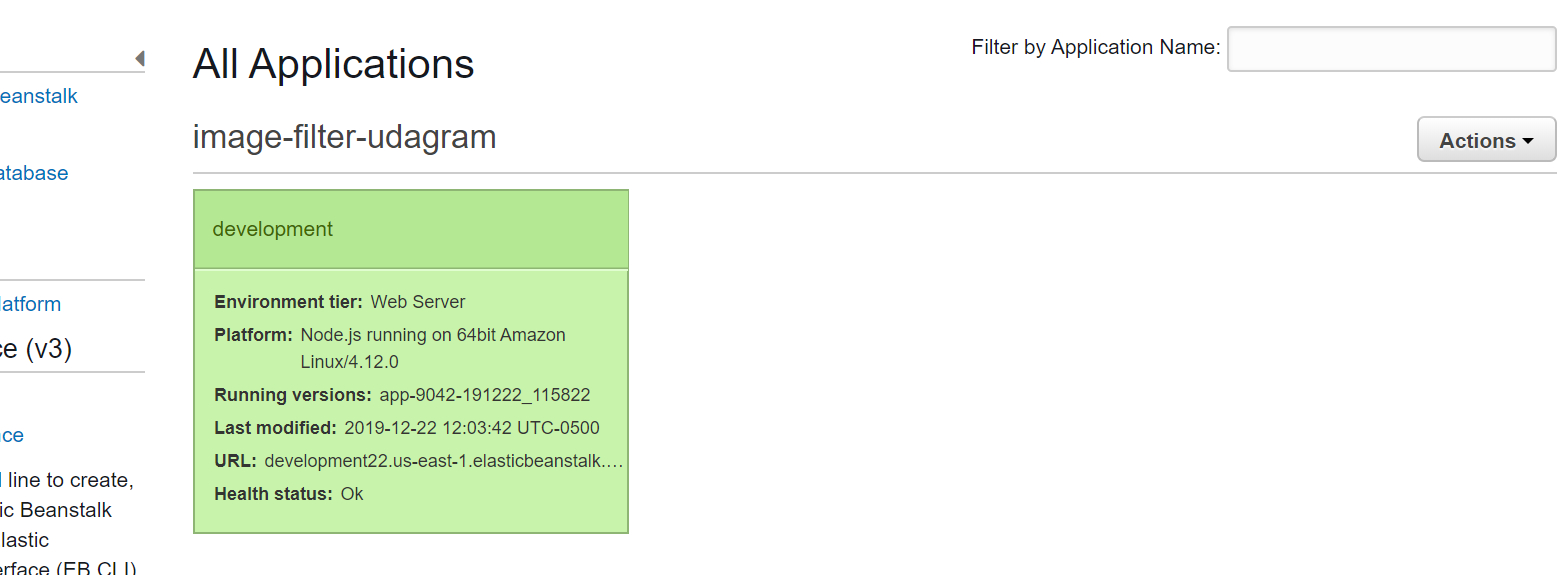 Filter by Application Name:
All Applications
eanstalk
image-filter-udagram
Actions
atabase
development
Environment tier: Web Server
latform
Platform: Node.js running on 64bit Amazon
Linux/4.12.0
ce (v3)
Running versions: app-9042-191222_115822
Last modified: 2019-12-22 12:03:42 UTC-0500
nce
URL: development22.us-east-1.elasticbeanstalk....
line to create,
Health status: Ok
ic Beanstalk
lastic
erface (EB CLI)